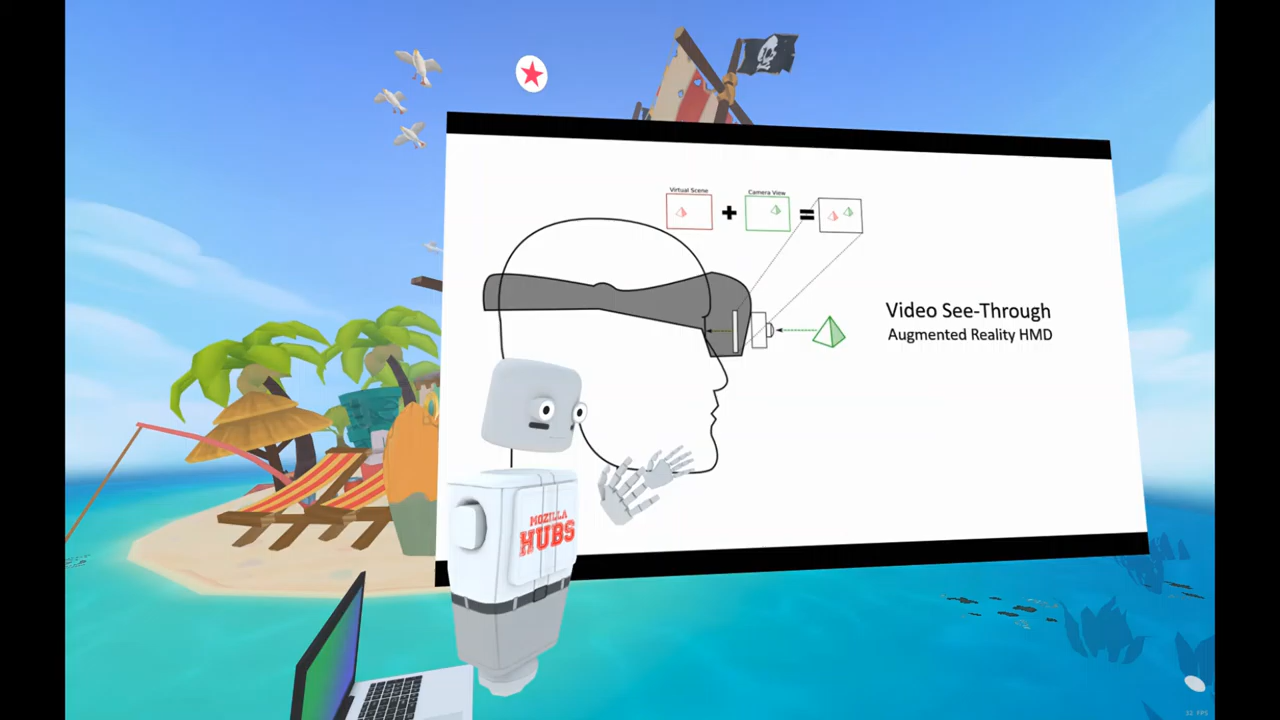 Virtual Scene
Camera View
Video See-Through
Augmented Reality HMD
MOZILLA
HUBS